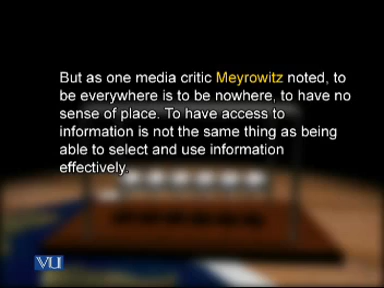 But as one media critic Meyrowitz noted, to
be everywhere is to be nowhere, to have no
sense of place. To have access to
information is not the same thing as being
able to select and use information
effectively.
VU